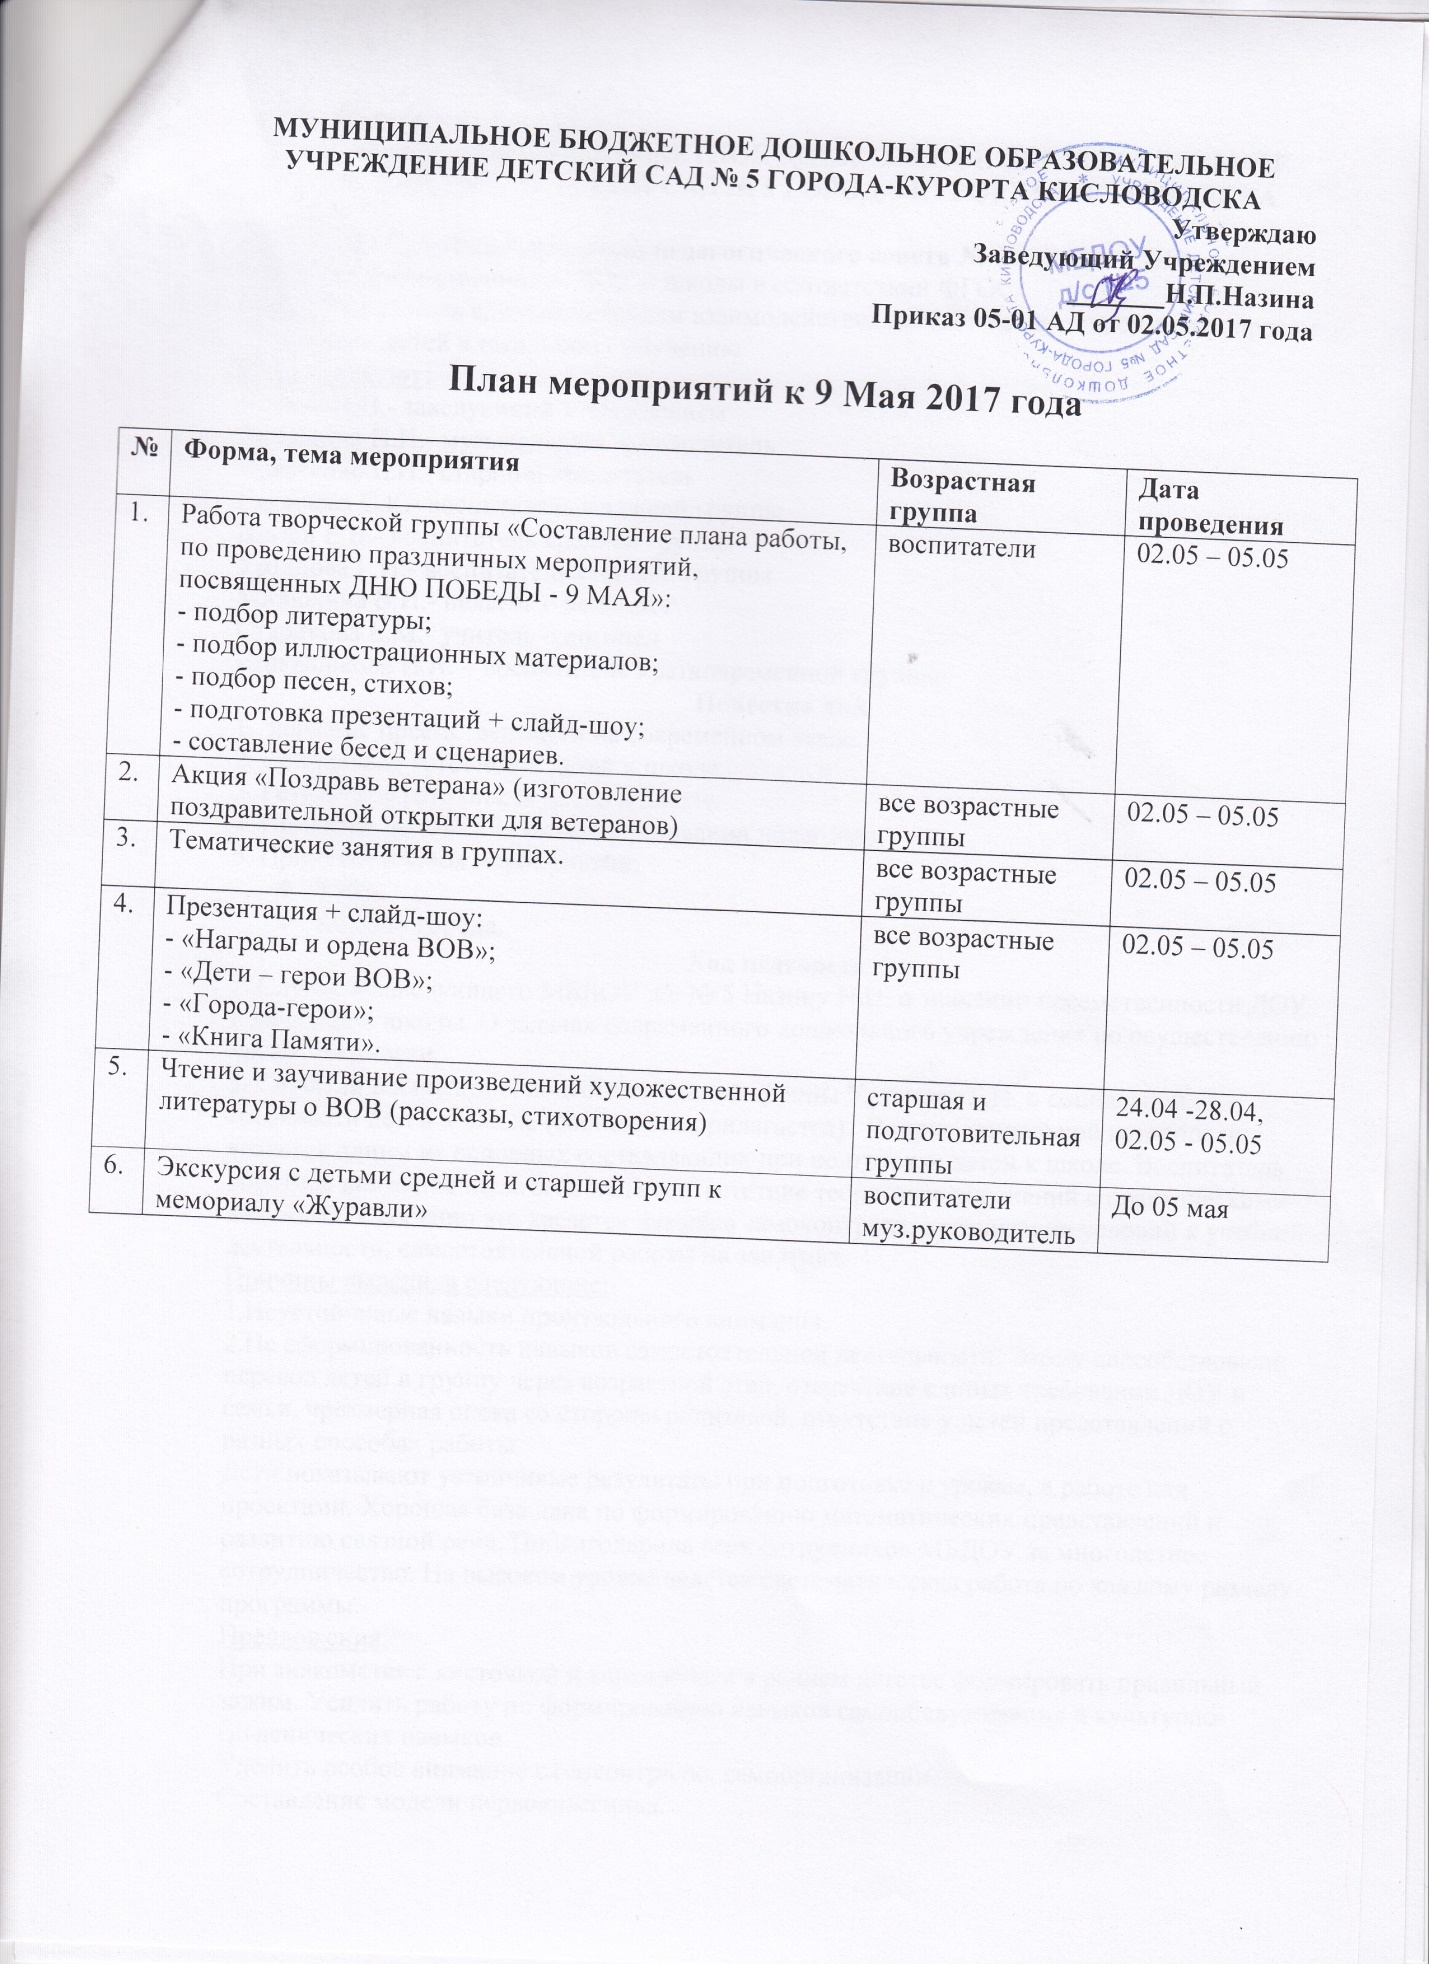 МУНИЦИПАЛЬНОЕ БЮДЖЕТНОЕ ДОШКОЛЬНОЕ ОБРАЗОВАТЕЛЬНОЕ
УЧРЕЖДЕНИЕ ДЕТСКИЙ САД № 5 ГОРОДА-КУРОРТА КИСЛОВОДСКА
Утверждаю
Заведующий Учреждением
Н.П.Назина
Приказ 05-01 АД от 02.05.2017 года
МБДОУ
д/с №5
План мероприятий к 9 Мая 2017 года
№ Форма, тема мероприятия Возрастная группа Дата проведения
1. Работа творческой группы «Составление плана работы, воспитатели 02.05 – 05.05
по проведению праздничных мероприятий,
посвященных ДНЮ ПОБЕДЫ - 9 МАЯ»:
- подбор литературы;
- подбор иллюстрационных материалов;
- подбор песен, стихов;
- подготовка презентаций + слайд-шоу;
- составление бесед и сценариев.
2. Акция «Поздравь ветерана» (изготовление все возрастные 02.05 – 05.05
поздравительной открытки для ветеранов) группы
3. Тематические занятия в группах. все возрастные 02.05 – 05.05
группы
4. Презентация + слайд-шоу: все возрастные 02.05 – 05.05
- «Награды и ордена ВОВ»; группы
- «Дети – герои ВОВ»;
- «Города-герои»;
- «Книга Памяти».
5. Чтение и заучивание произведений художественной старшая и 24.04 -28.04,
литературы о ВОВ (рассказы, стихотворения) подготовительная 02.05 - 05.05
группы
6. Экскурсия с детьми средней и старшей групп к воспитатели До 05 мая
мемориалу «Журавли» муз.руководитель